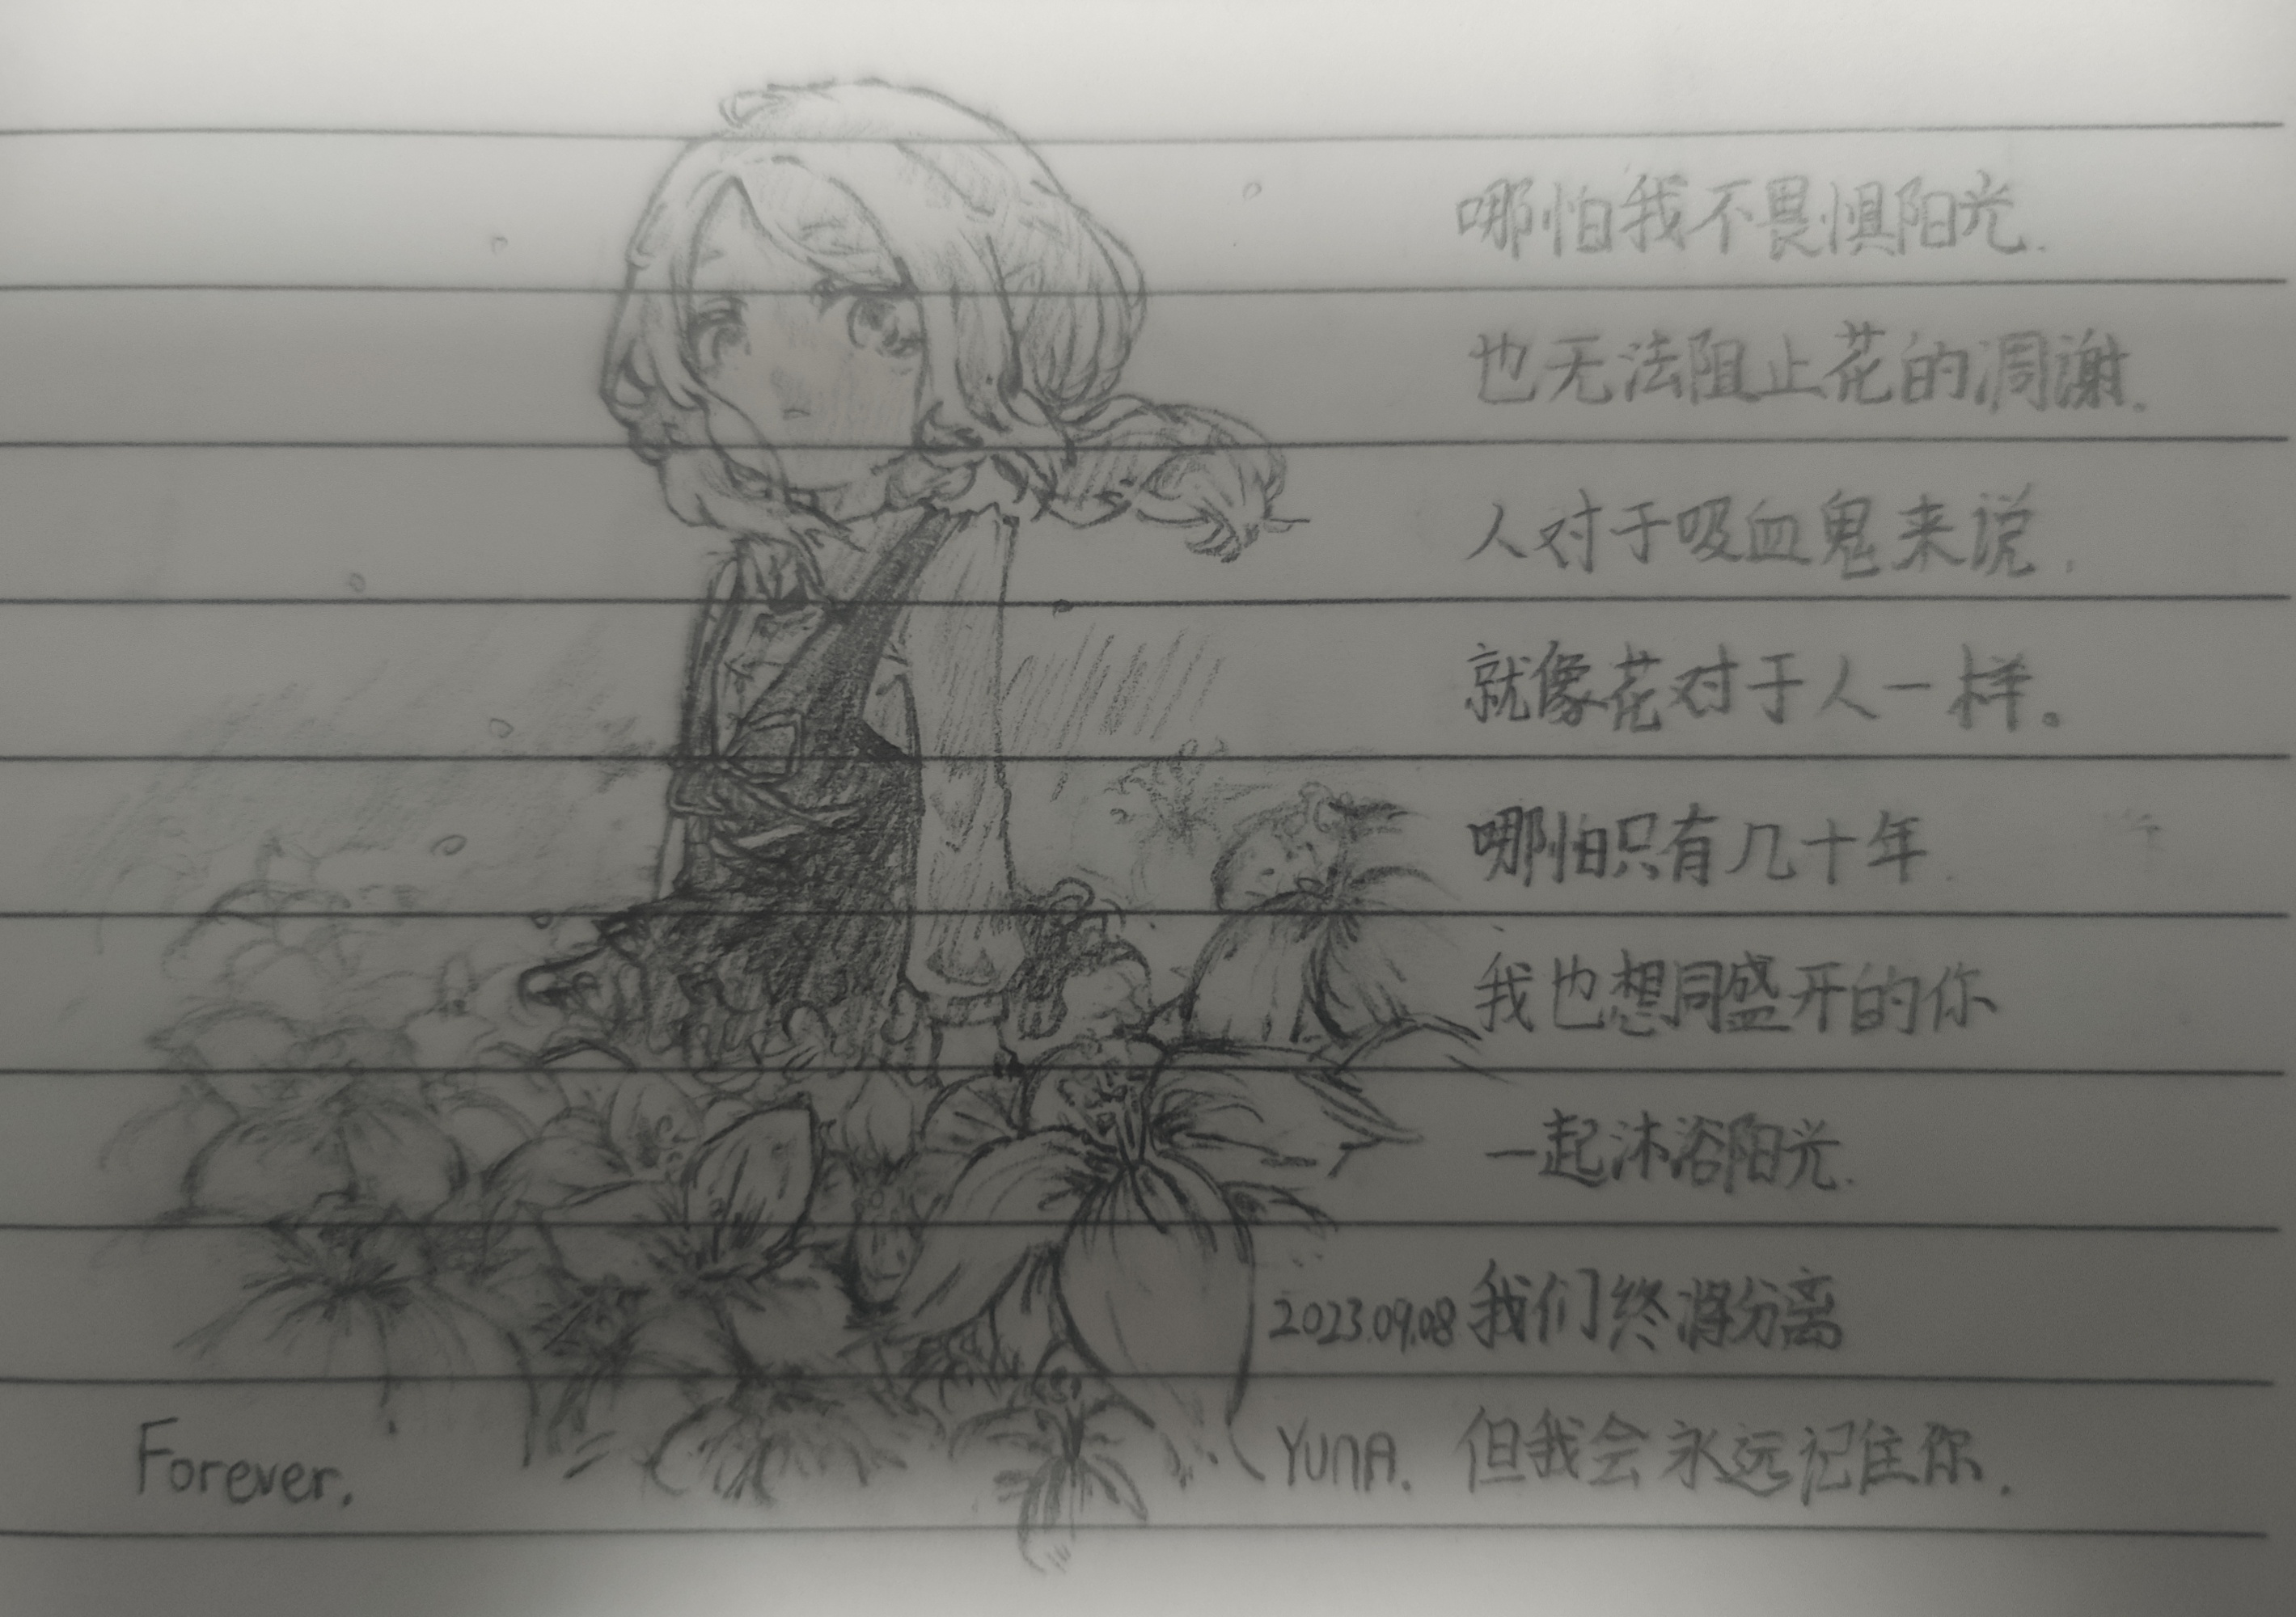 哪怕我不畏惧阳光.
也无法阻止花的凋谢.
人对于吸血鬼来说.
就像花对于人一样。
哪怕只有几十年
我也想同盛开的你
一起沐浴阳光.
2023.09.08 我们终将分离
Forever. YUNA. 但我会永远记住你.